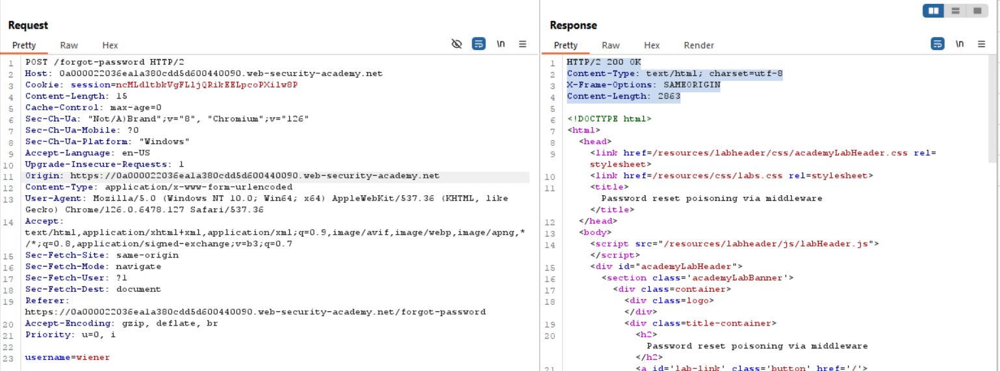 Request
Pretty Raw Hex \n
1 POST /forgot-password HTTP/2
2 Host: 0a000022036ea1a380cdd5d600440090.web-security-academy.net
3 Cookie: session=ncMLdltbkVgFLljQRikEELpcoPXilw8P
4 Content-Length: 15
5 Cache-Control: max-age=0
6 Sec-Ch-Ua: "Not/A)Brand";v="8", "Chromium";v="126"
7 Sec-Ch-Ua-Mobile: ?0
8 Sec-Ch-Ua-Platform: "Windows"
9 Accept-Language: en-US
10 Upgrade-Insecure-Requests: 1
11 Origin: https://0a000022036ea1a380cdd5d600440090.web-security-academy.net
12 Content-Type: application/x-www-form-urlencoded
13 User-Agent: Mozilla/5.0 (Windows NT 10.0; Win64; x64) AppleWebKit/537.36 (KHTML, like
Gecko) Chrome/126.0.6478.127 Safari/537.36
14 Accept:
text/html,application/xhtml+xml,application/xml;q=0.9,image/avif,image/webp,image/apng,*
/*;q=0.8,application/signed-exchange;v=b3;q=0.7
15 Sec-Fetch-Site: same-origin
16 Sec-Fetch-Mode: navigate
17 Sec-Fetch-User: ?1
18 Sec-Fetch-Dest: document
19 Referer:
https://0a000022036ea1a380cdd5d600440090.web-security-academy.net/forgot-password
20 Accept-Encoding: gzip, deflate, br
21 Priority: u=0, i
22
23 username=wiener
Response
Pretty Raw Hex Render \n
1 HTTP/2 200 OK
2 Content-Type: text/html; charset=utf-8
3 X-Frame-Options: SAMEORIGIN
4 Content-Length: 2863
5
6 <!DOCTYPE html>
7 <html>
8 <head>
9 <link href=/resources/labheader/css/academyLabHeader.css rel=
stylesheet>
10 <link href=/resources/css/labs.css rel=stylesheet>
11 <title>
Password reset poisoning via middleware
</title>
12 </head>
13 <body>
14 <script src="/resources/labheader/js/labHeader.js">
</script>
15 <div id="academyLabHeader">
16 <section class='academyLabBanner'>
17 <div class=container>
18 <div class=logo>
</div>
19 <div class=title-container>
20 <h2>
Password reset poisoning via middleware
</h2>
21 <a id='lab-link' class='button' href='/'>